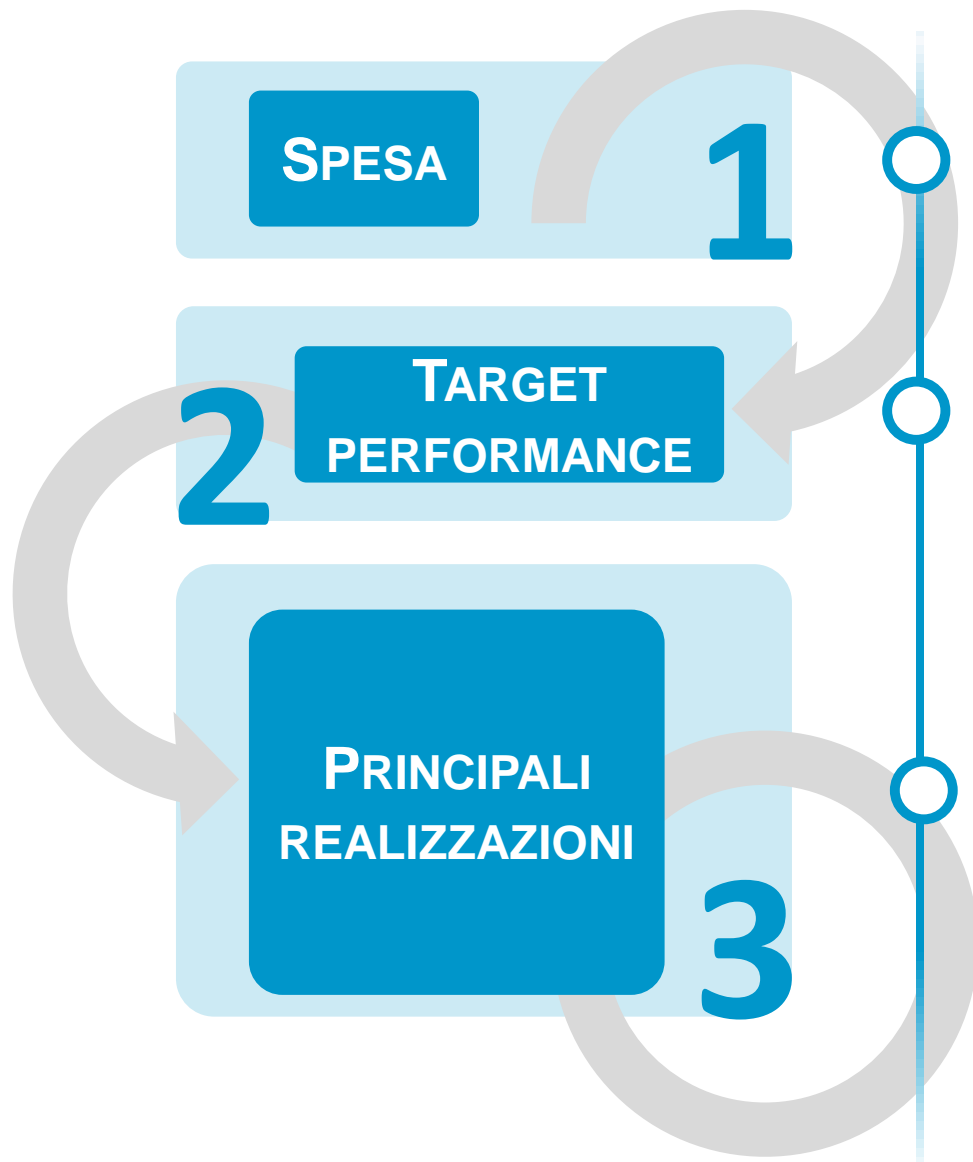 SPESA
1
TARGET
PERFORMANCE
2
PRINCIPALI
REALIZZAZIONI
3